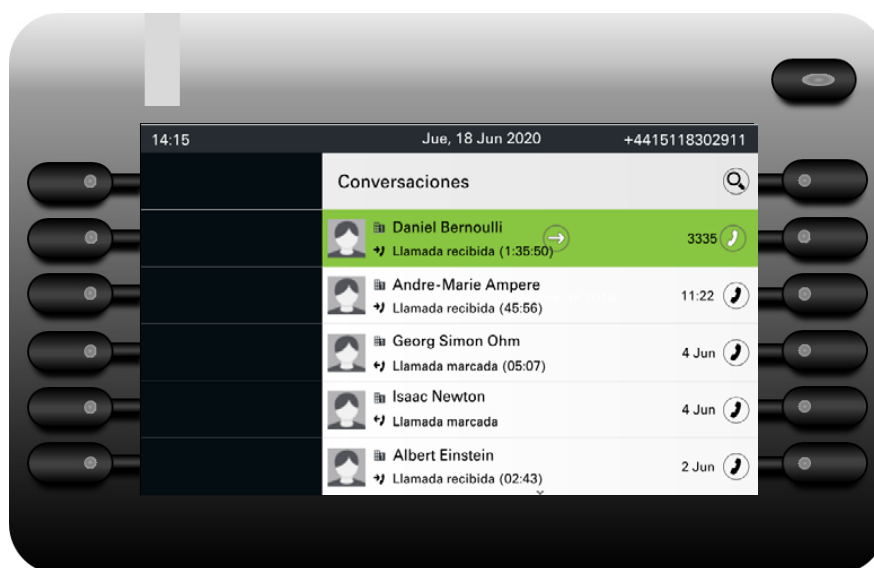 14:15 Jue, 18 Jun 2020 +4415118302911
Conversaciones
Daniel Bernoulli
Llamada recibida (1:35:50) 3335
Andre-Marie Ampere
Llamada recibida (45:56) 11:22
Georg Simon Ohm
Llamada marcada (05:07) 4 Jun
Isaac Newton
Llamada marcada 4 Jun
Albert Einstein
Llamada recibida (02:43) 2 Jun